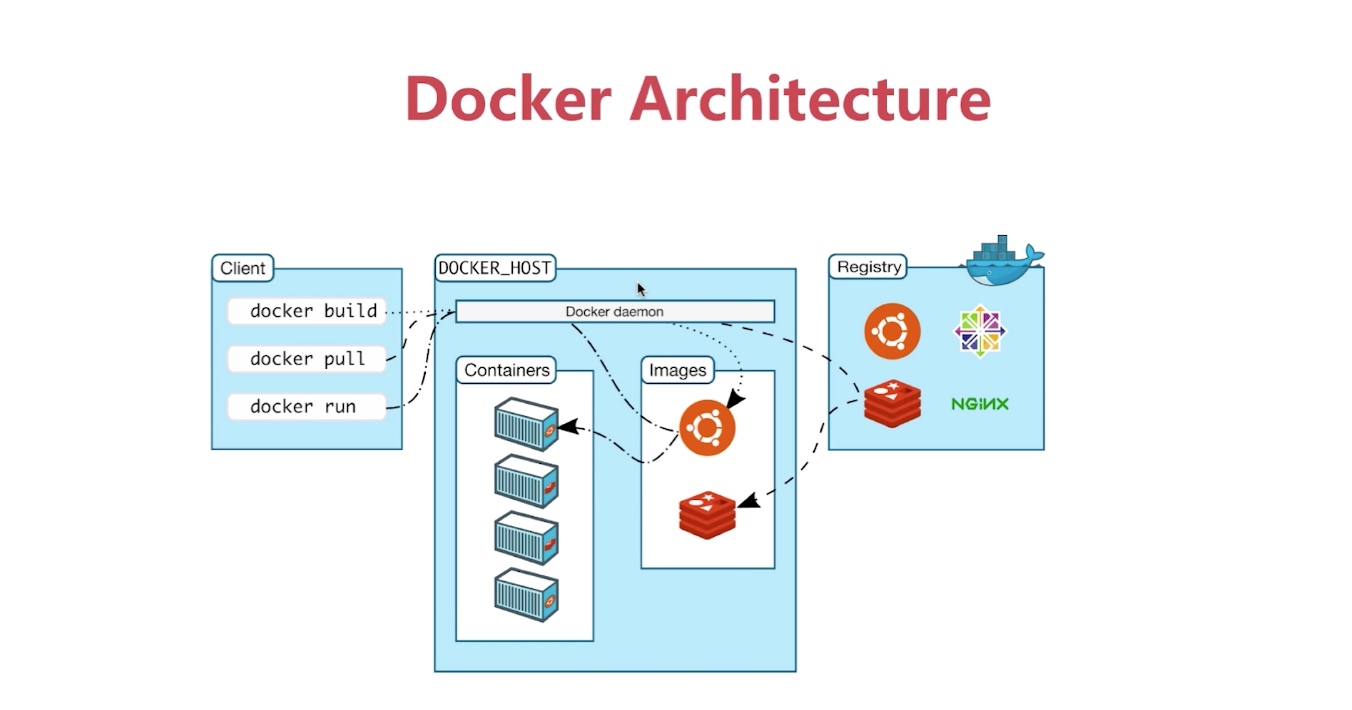 Docker Architecture
Client
docker build
docker pull
docker run
DOCKER_HOST
Docker daemon
Containers
Images
Registry
NGINX